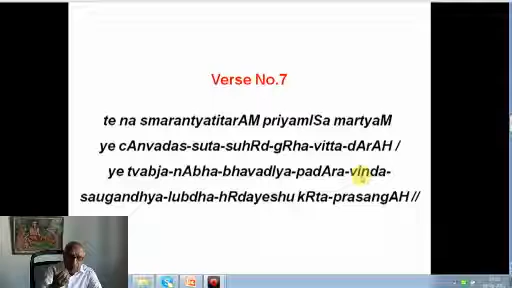 Verse No.7
te na smarantyatitarAM priyamISa martyaM
ye cAnvadas-suta-suhRd-gRha-vitta-dArAH /
ye tvabja-nAbha-bhavadIya-padAra-vinda-
saugandhya-lubdha-hRdayeshu kRta-prasangAH //